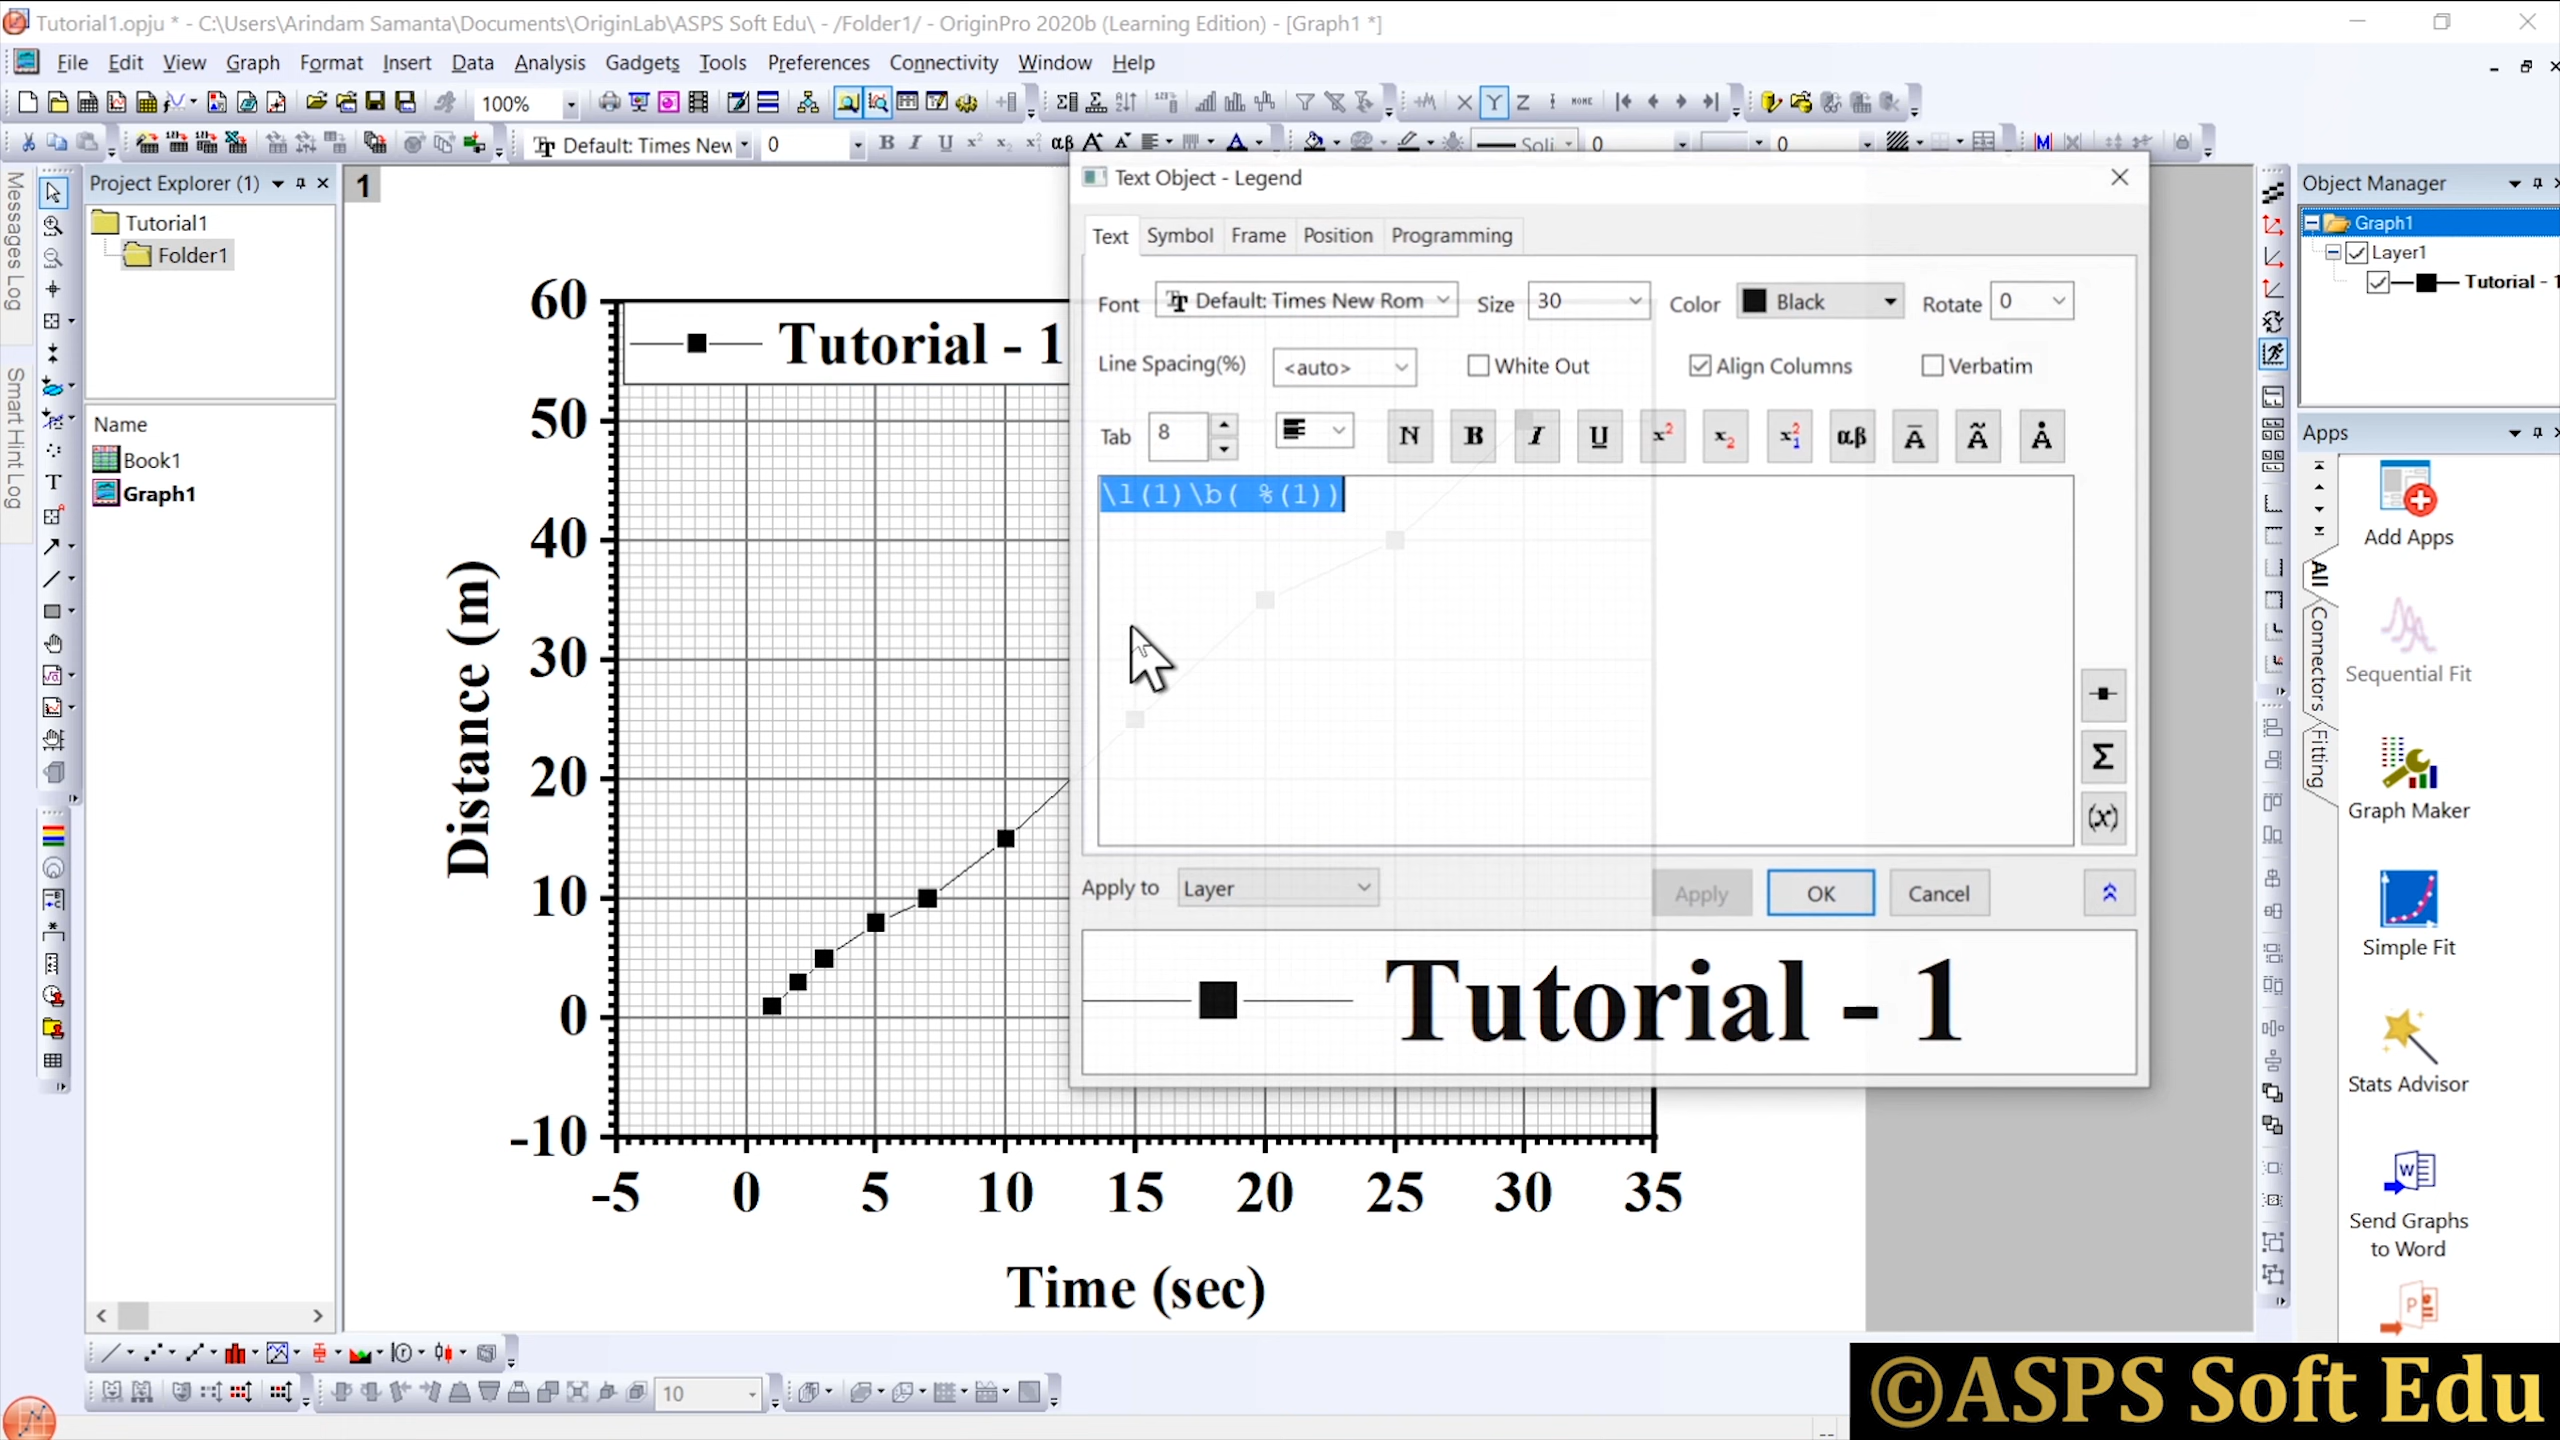 Tutorial1.opju * - C:\Users\Arindam Samanta\Documents\OriginLab\ASPS Soft Edu\ - /Folder1/ - OriginPro 2020b (Learning Edition) - [Graph1 *]
File Edit View Graph Format Insert Data Analysis Gadgets Tools Preferences Connectivity Window Help
100%
X Y Z
Default: Times New 0 B I U αβ A A Soli 0 0
Messages Log
Smart Hint Log
Project Explorer (1)
Tutorial1
Folder1
Name
Book1
Graph1
1
Tutorial - 1
60
50
40
30
20
10
0
-10
Distance (m)
-5 0 5 10 15 20 25 30 35
Time (sec)
Text Object - Legend
Text Symbol Frame Position Programming
Font Default: Times New Rom Size 30 Color Black Rotate 0
Line Spacing(%) <auto> White Out Align Columns Verbatim
Tab 8 N B I U x² x₂ αβ Ā Ã Å
\l(1)\b( %(1))
Σ
(x)
Apply to Layer Apply OK Cancel
Tutorial - 1
Object Manager
Graph1
Layer1
Tutorial - 1
Apps
All
Connectors
Fitting
Add Apps
Sequential Fit
Graph Maker
Simple Fit
Stats Advisor
Send Graphs
to Word
10
©ASPS Soft Edu